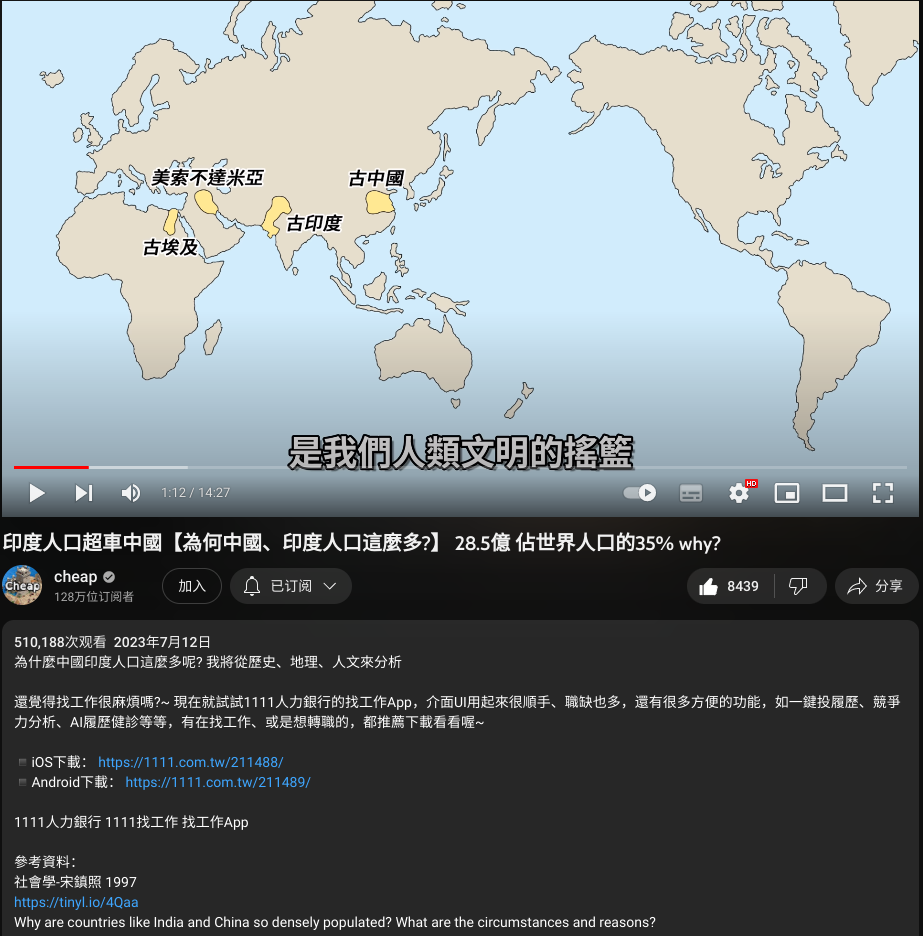 美索不達米亞
古中國
古印度
古埃及
是我們人類文明的搖籃
1:12 / 14:27
HD
印度人口超車中國【為何中國、印度人口這麼多?】 28.5億 佔世界人口的35% why?
Cheap
cheap
128万位订阅者
加入
已订阅
8439
分享
510,188次观看 2023年7月12日
為什麼中國印度人口這麼多呢? 我將從歷史、地理、人文來分析
還覺得找工作很麻煩嗎?~ 現在就試試1111人力銀行的找工作App，介面UI用起來很順手、職缺也多，還有很多方便的功能，如一鍵投履歷、競爭
力分析、AI履歷健診等等，有在找工作、或是想轉職的，都推薦下載看看喔~
▪️iOS下載： https://1111.com.tw/211488/
▪️Android下載： https://1111.com.tw/211489/
1111人力銀行 1111找工作 找工作App
參考資料：
社會學-宋鎮照 1997
https://tinyl.io/4Qaa
Why are countries like India and China so densely populated? What are the circumstances and reasons?